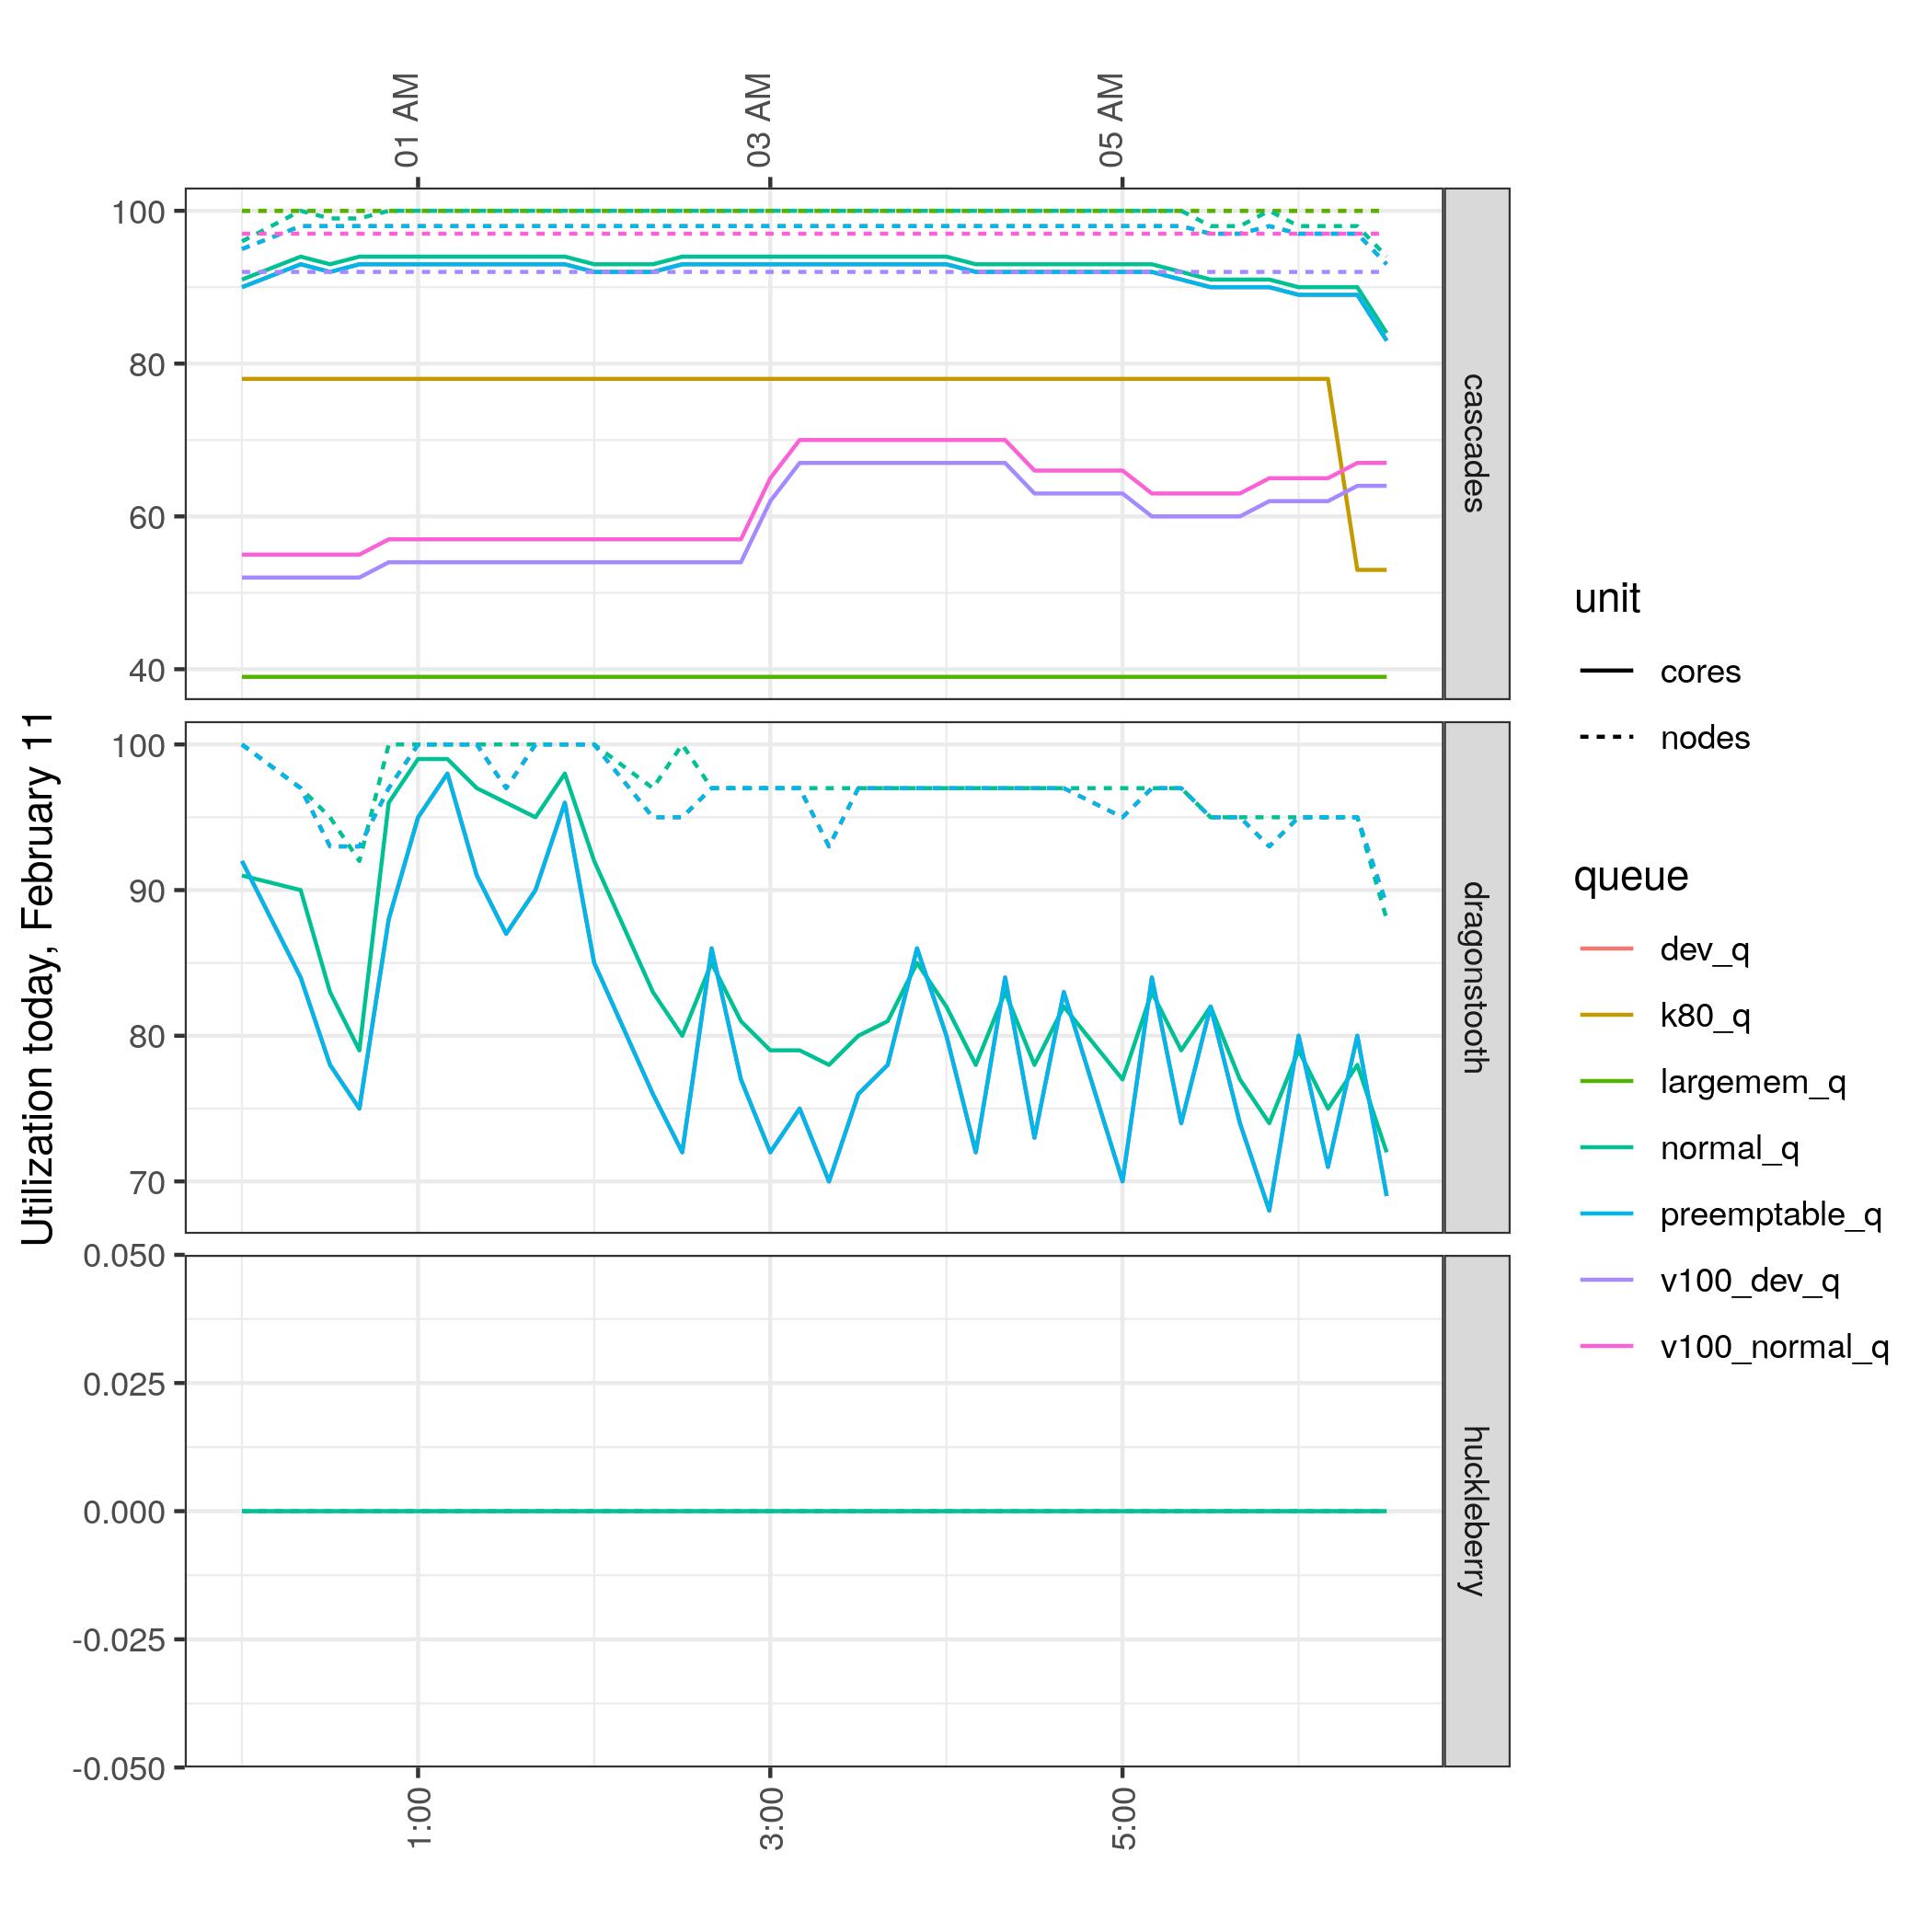 01 AM
03 AM
05 AM
Utilization today, February 11
100
80
60
40
cascades
100
90
80
70
dragonstooth
0.050
0.025
0.000
-0.025
-0.050
huckleberry
1:00
3:00
5:00
unit
cores
nodes
queue
dev_q
k80_q
largemem_q
normal_q
preemptable_q
v100_dev_q
v100_normal_q